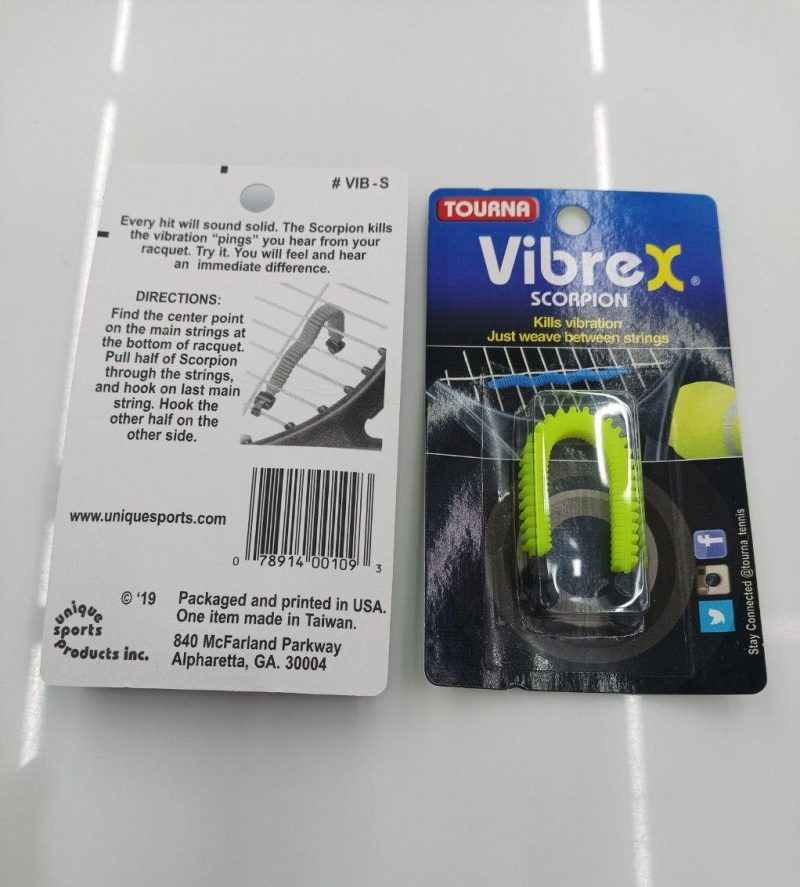 # VIB-S
Every hit will sound solid. The Scorpion kills
the vibration "pings" you hear from your
racquet. Try it. You will feel and hear
an immediate difference.
DIRECTIONS:
Find the center point
on the main strings at
the bottom of racquet.
Pull half of Scorpion
through the strings,
and hook on last main
string. Hook the
other half on the
other side.
www.uniquesports.com
0 78914 00109 3
© '19
Packaged and printed in USA.
One item made in Taiwan.
unique
sports
products inc.
840 McFarland Parkway
Alpharetta, GA. 30004
TOURNA
VibreX®
SCORPION
Kills vibration
Just weave between strings
Stay Connected @tourna_tennis